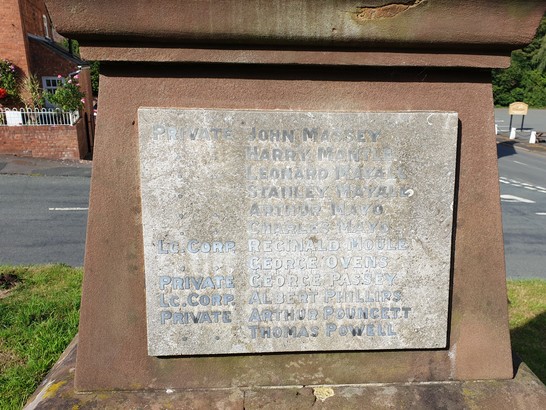 PRIVATE JOHN MASSEY
HARRY
LEONARD
STANLEY MAYALL
ARTHUR MAYO
CHARLES MAYO
LC. CORP. REGINALD MOULE
GEORGE OVENS
PRIVATE GEORGE PASSEY
LC. CORP. ALBERT PHILLIPS
PRIVATE ARTHUR POUNCETT
THOMAS POWELL